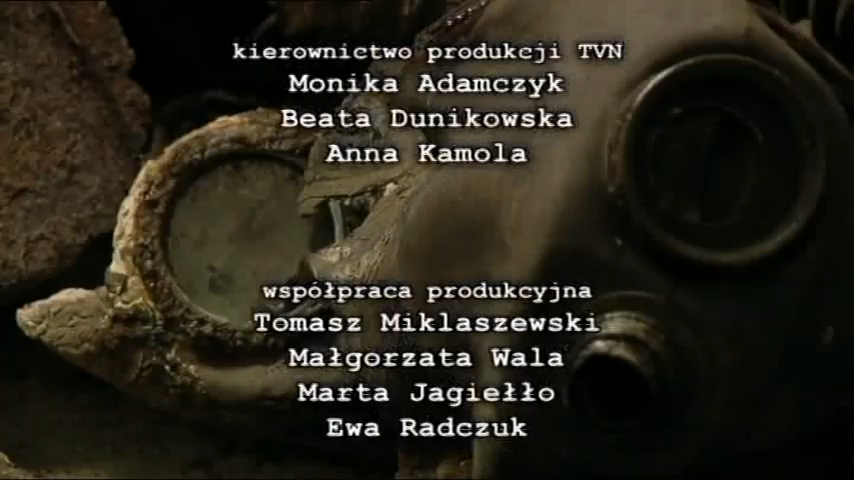 kierownictwo produkcji TVN
Monika Adamczyk
Beata Dunikowska
Anna Kamola
współpraca produkcyjna
Tomasz Miklaszewski
Małgorzata Wala
Marta Jagiełło
Ewa Radczuk